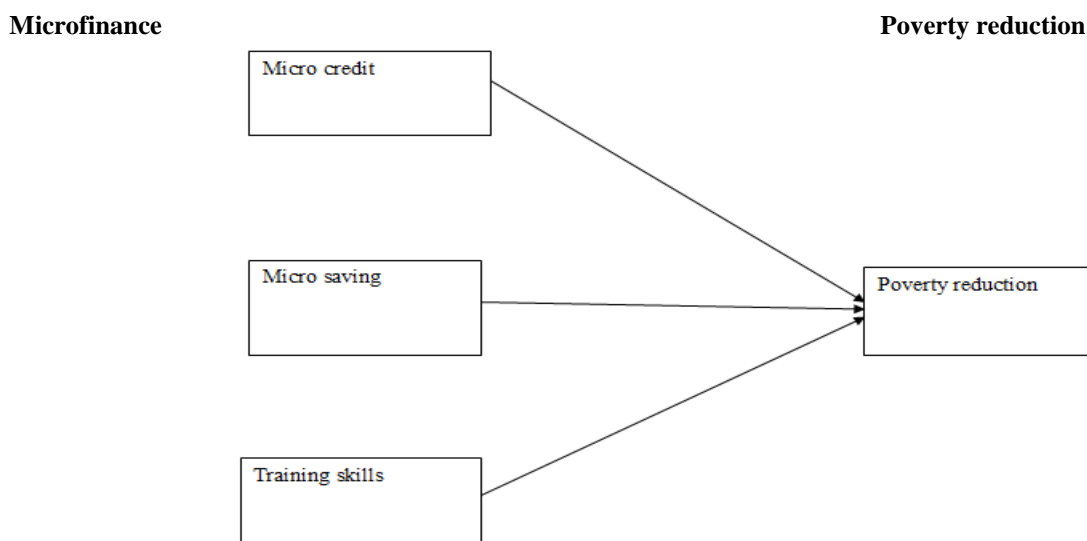 Microfinance Poverty reduction
Micro credit
Micro saving
Poverty reduction
Training skills